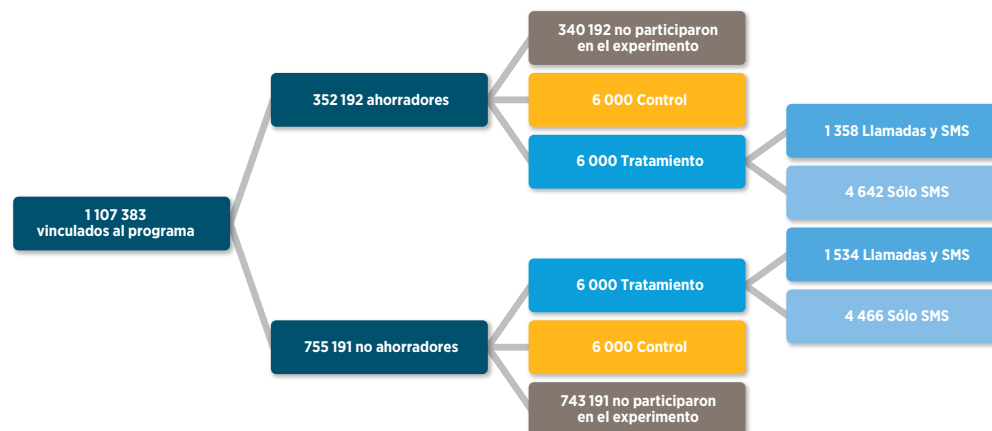 340 192 no participaron
en el experimento
352 192 ahorradores
6 000 Control
1 358 Llamadas y SMS
6 000 Tratamiento
4 642 Sólo SMS
1 107 383
vinculados al programa
1 534 Llamadas y SMS
6 000 Tratamiento
4 466 Sólo SMS
755 191 no ahorradores
6 000 Control
743 191 no participaron
en el experimento